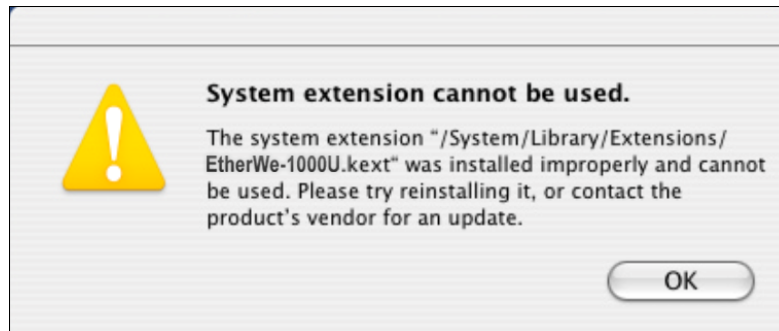 System extension cannot be used.
The system extension “/System/Library/Extensions/
EtherWe-1000U.kext“ was installed improperly and cannot
be used. Please try reinstalling it, or contact the
product’s vendor for an update.
OK